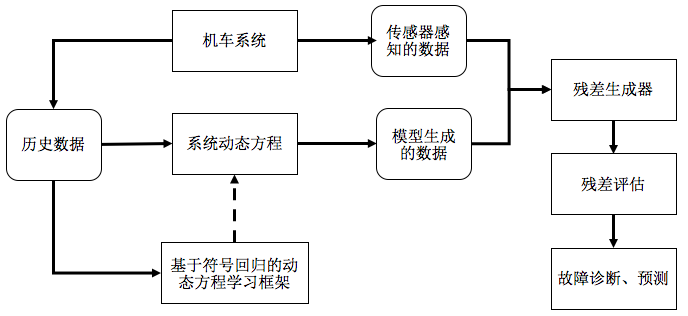 机车系统
传感器感
知的数据
残差生成器
历史数据
系统动态方程
模型生成
的数据
残差评估
基于符号回归的动
态方程学习框架
故障诊断、预测